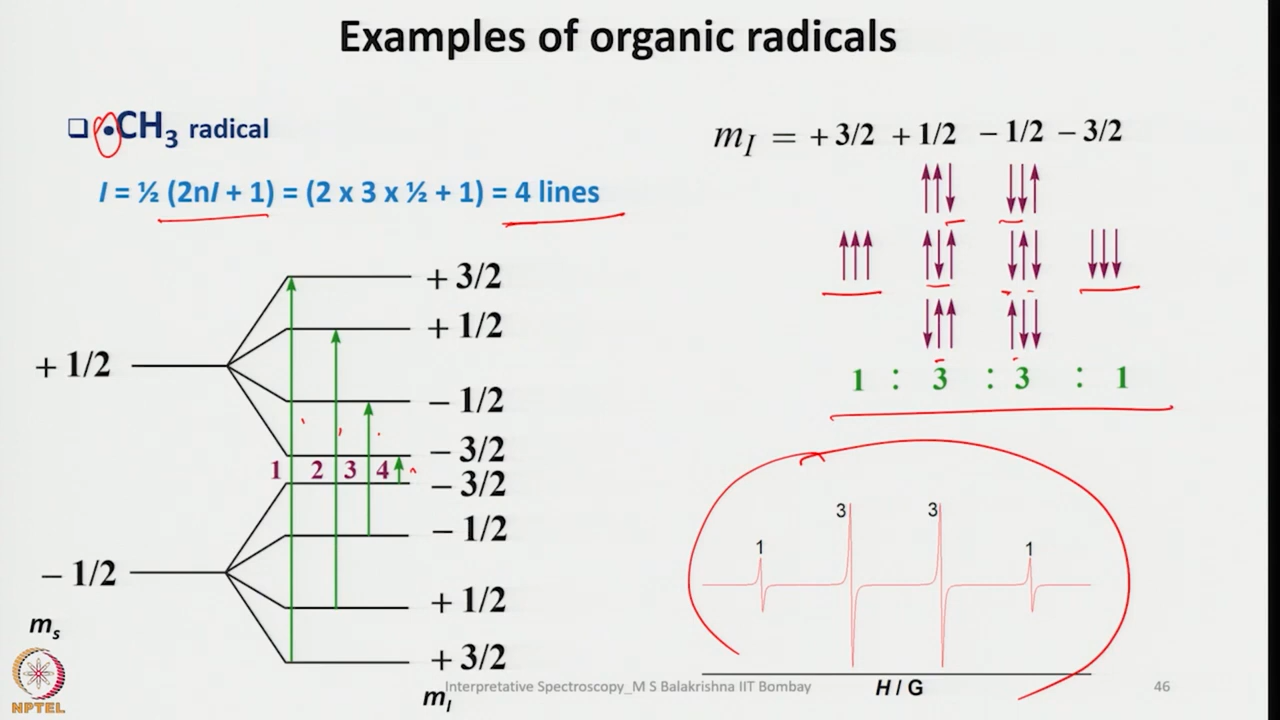 Examples of organic radicals
❑ •CH₃ radical
I = ½ (2nI + 1) = (2 x 3 x ½ + 1) = 4 lines
m_I = + 3/2 + 1/2 − 1/2 − 3/2
1 : 3 : 3 : 1
+ 1/2
− 1/2
m_s
+ 3/2
+ 1/2
− 1/2
− 3/2
1 2 3 4
− 3/2
− 1/2
+ 1/2
+ 3/2
m_I
1
3
3
1
H / G
NPTEL
Interpretative Spectroscopy_M S Balakrishna IIT Bombay
46